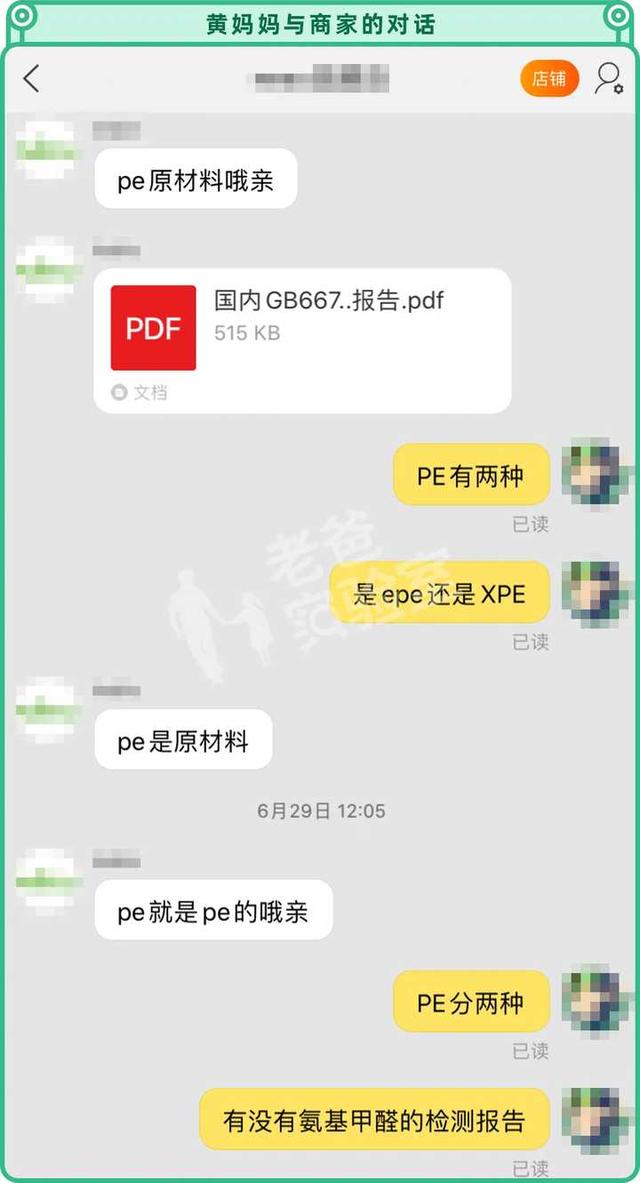 黄妈妈与商家的对话
店铺
pe原材料哦亲
国内GB667..报告.pdf
PDF
515 KB
文档
PE有两种
已读
老爸
实验室
是epe还是XPE
已读
pe是原材料
6月29日 12:05
pe就是pe的哦亲
PE分两种
已读
有没有氨基甲醛的检测报告
已读